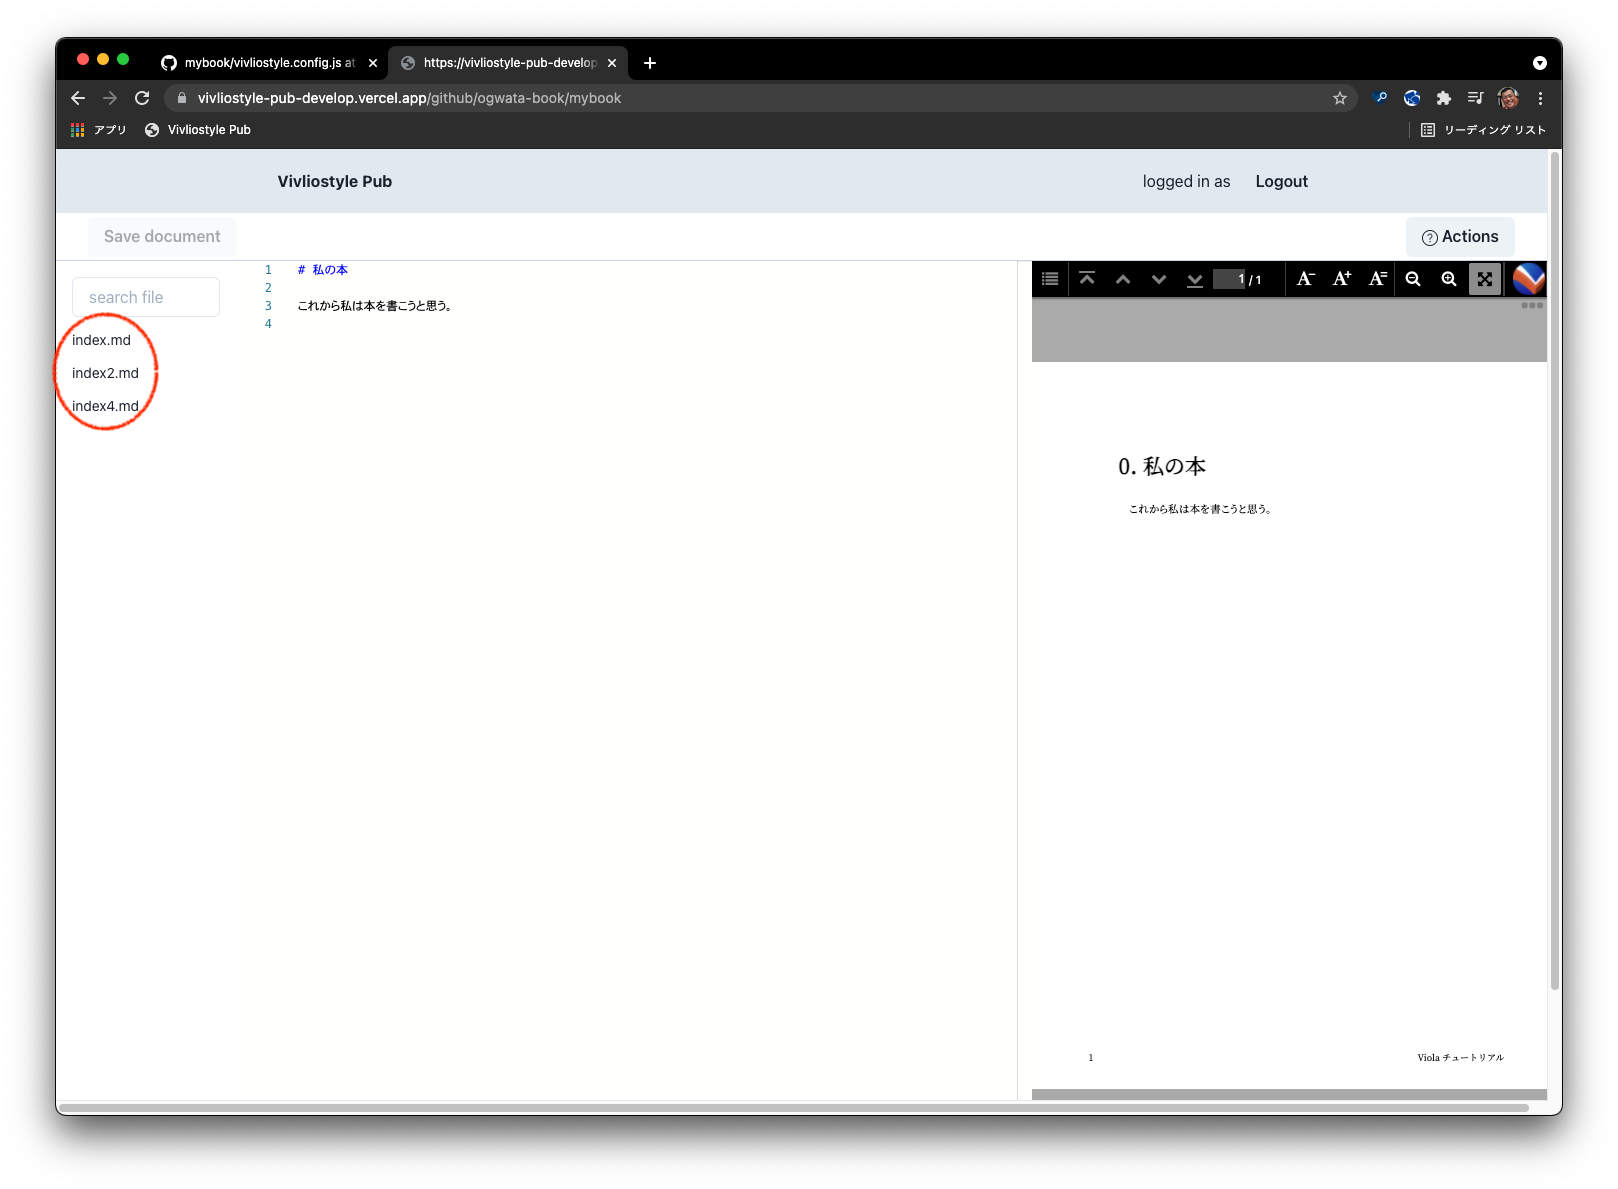 mybook/vivliostyle.config.js at
https://vivliostyle-pub-develop
vivliostyle-pub-develop.vercel.app/github/ogwata-book/mybook
アプリ
Vivliostyle Pub
リーディング リスト
Vivliostyle Pub
logged in as
Logout
Save document
Actions
search file
index.md
index2.md
index4.md
1 # 私の本
2
3 これから私は本を書こうと思う。
4
1 / 1
A− A+ A=
0. 私の本
これから私は本を書こうと思う。
1
Viola チュートリアル